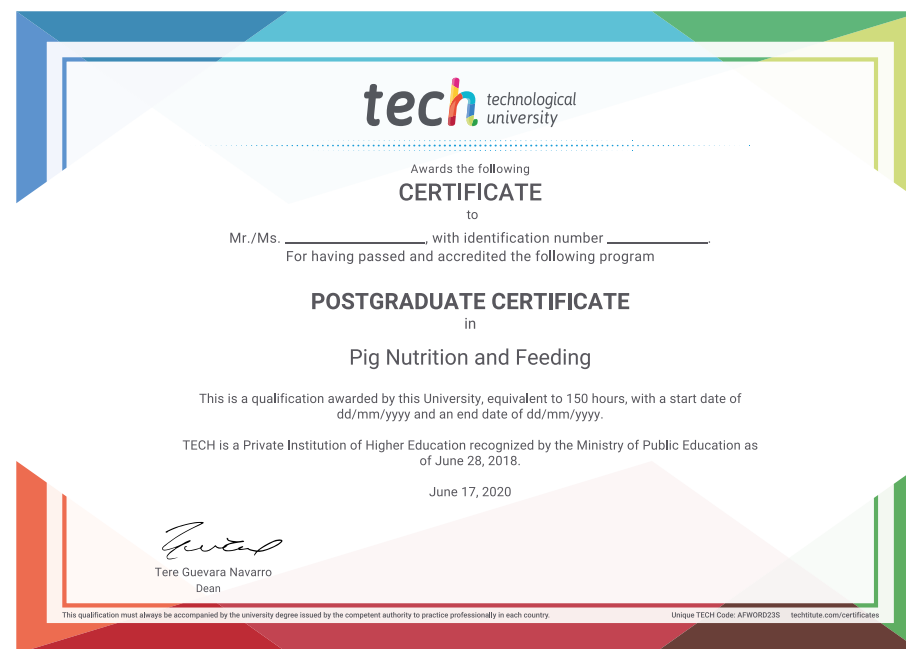 tech technological
university
Awards the following
CERTIFICATE
to
Mr./Ms. ____________________, with identification number ______________.
For having passed and accredited the following program
POSTGRADUATE CERTIFICATE
in
Pig Nutrition and Feeding
This is a qualification awarded by this University, equivalent to 150 hours, with a start date of
dd/mm/yyyy and an end date of dd/mm/yyyy.
TECH is a Private Institution of Higher Education recognized by the Ministry of Public Education as
of June 28, 2018.
June 17, 2020
Tere Guevara Navarro
Dean
This qualification must always be accompanied by the university degree issued by the competent authority to practice professionally in each country. Unique TECH Code: AFWORD23S techtitute.com/certificates